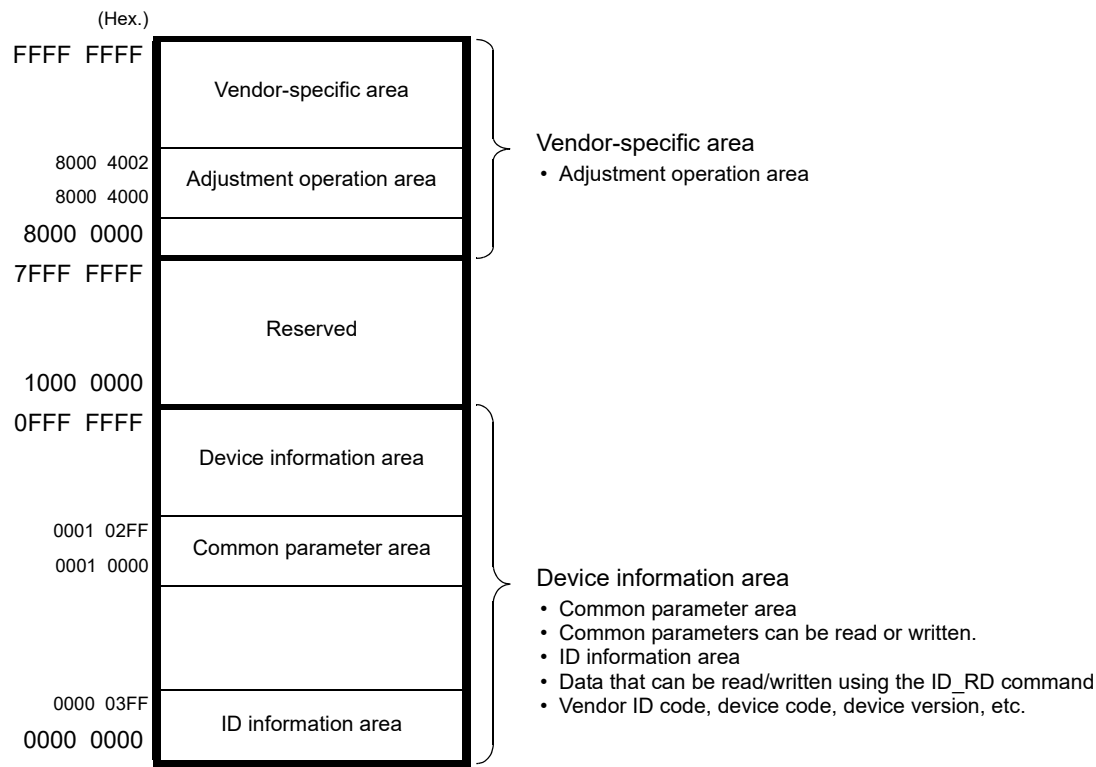 (Hex.)
FFFF FFFF
Vendor-specific area
8000 4002
Adjustment operation area
8000 4000
8000 0000
Vendor-specific area
• Adjustment operation area
7FFF FFFF
Reserved
1000 0000
0FFF FFFF
Device information area
0001 02FF
Common parameter area
0001 0000
0000 03FF
ID information area
0000 0000
Device information area
• Common parameter area
• Common parameters can be read or written.
• ID information area
• Data that can be read/written using the ID_RD command
• Vendor ID code, device code, device version, etc.